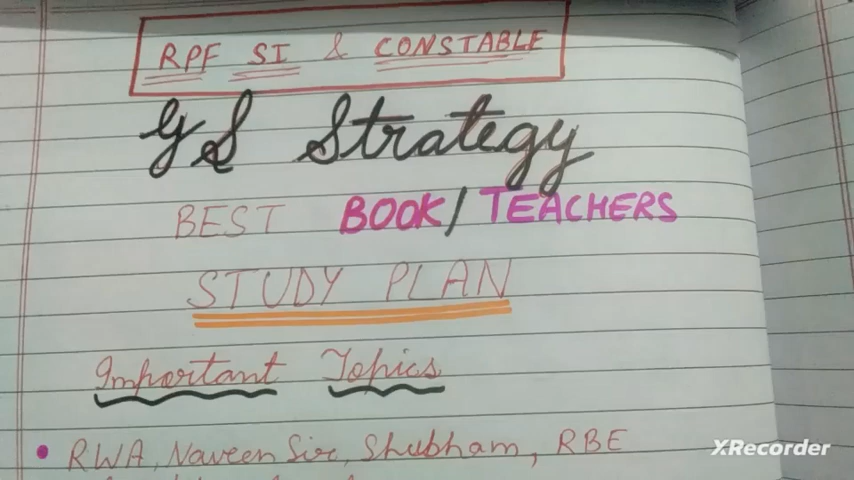 RPF SI & CONSTABLE
GS Strategy
BEST BOOK/TEACHERS
STUDY PLAN
Important Topics
• RWA, Naveen Sir, Shubham, RBE
XRecorder